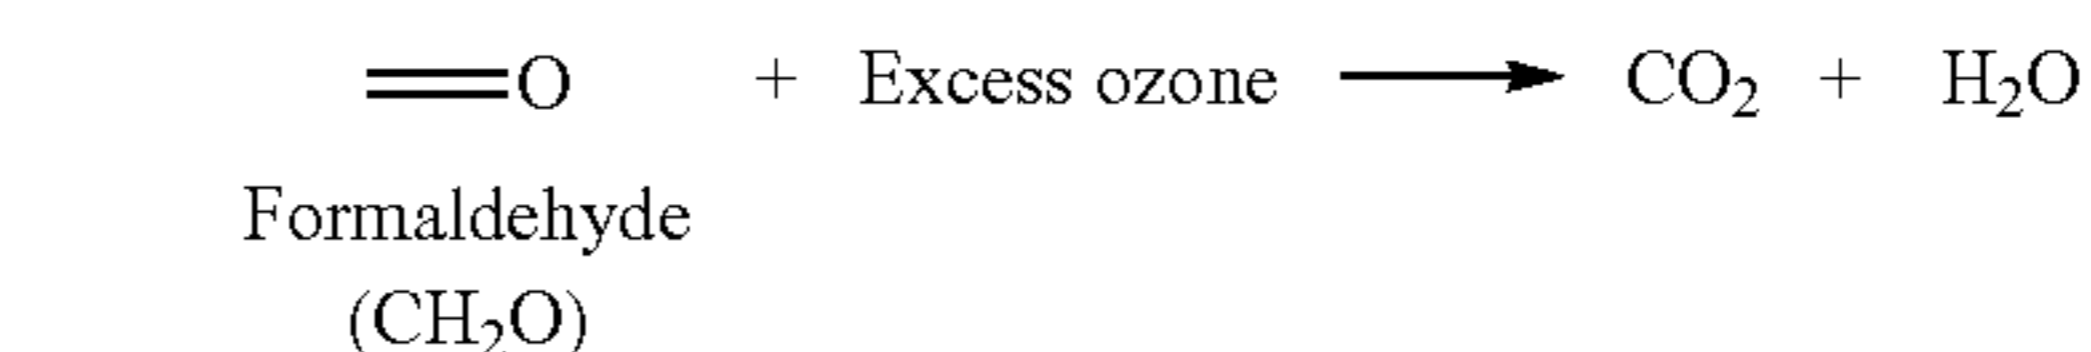 ═O + Excess ozone ⟶ CO₂ + H₂O
Formaldehyde
(CH₂O)